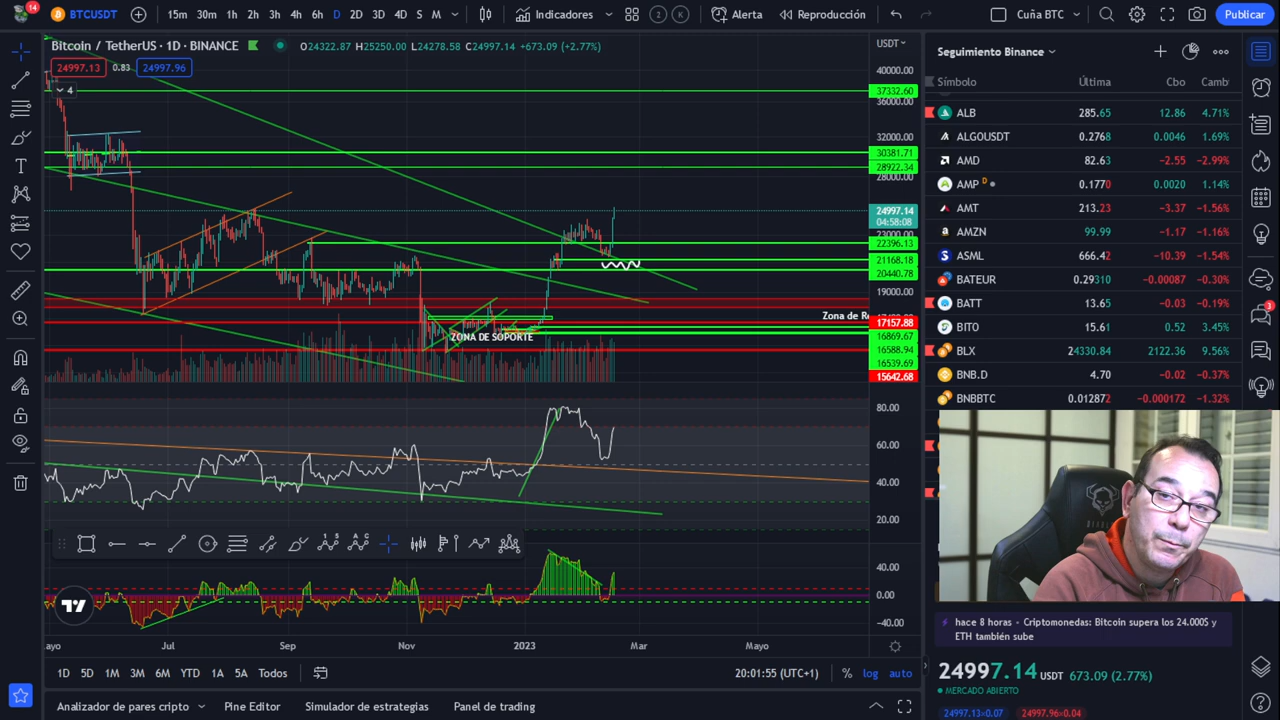 14
BTCUSDT
15m 30m 1h 2h 3h 4h 6h D 2D 3D 4D S M
Indicadores
2 K
Alerta
Reproducción
Cuña BTC
Publicar
Bitcoin / TetherUS · 1D · BINANCE
O24322.87 H25250.00 L24278.58 C24997.14 +673.09 (+2.77%)
24997.13 0.83 24997.96
4
USDT
40000.00
37332.60
36000.00
32000.00
30381.71
28922.34
28000.00
24997.14
04:58:08
23000.00
22396.13
21168.18
20440.78
19000.00
Zona de Re
17157.88
16869.67
ZONA DE SOPORTE
16588.94
16539.69
15642.68
80.00
60.00
40.00
20.00
40.00
0.00
−40.00
ayo Jul Sep Nov 2023 Mar Mayo
1D 5D 1M 3M 6M YTD 1A 5A Todos
20:01:55 (UTC+1)
% log auto
Analizador de pares cripto
Pine Editor
Simulador de estrategias
Panel de trading
Seguimiento Binance
Símbolo Última Cbo Camb
ALB 285.65 12.86 4.71%
ALGOUSDT 0.2768 0.0046 1.69%
AMD 82.63 −2.55 −2.99%
AMP D 0.1770 0.0020 1.14%
AMT 213.23 −3.37 −1.56%
AMZN 99.99 −1.17 −1.16%
ASML 666.42 −10.39 −1.54%
BATEUR 0.29310 −0.00087 −0.30%
BATT 13.65 −0.03 −0.19%
BITO 15.61 0.52 3.45%
BLX 24330.84 2122.36 9.56%
BNB.D 4.70 −0.02 −0.37%
BNBBTC 0.012872 −0.000172 −1.32%
3
hace 8 horas · Criptomonedas: Bitcoin supera los 24.000$ y
ETH también sube
24997.14 USDT 673.09 (2.77%)
MERCADO ABIERTO
24997.13×0.07 24997.96×0.04